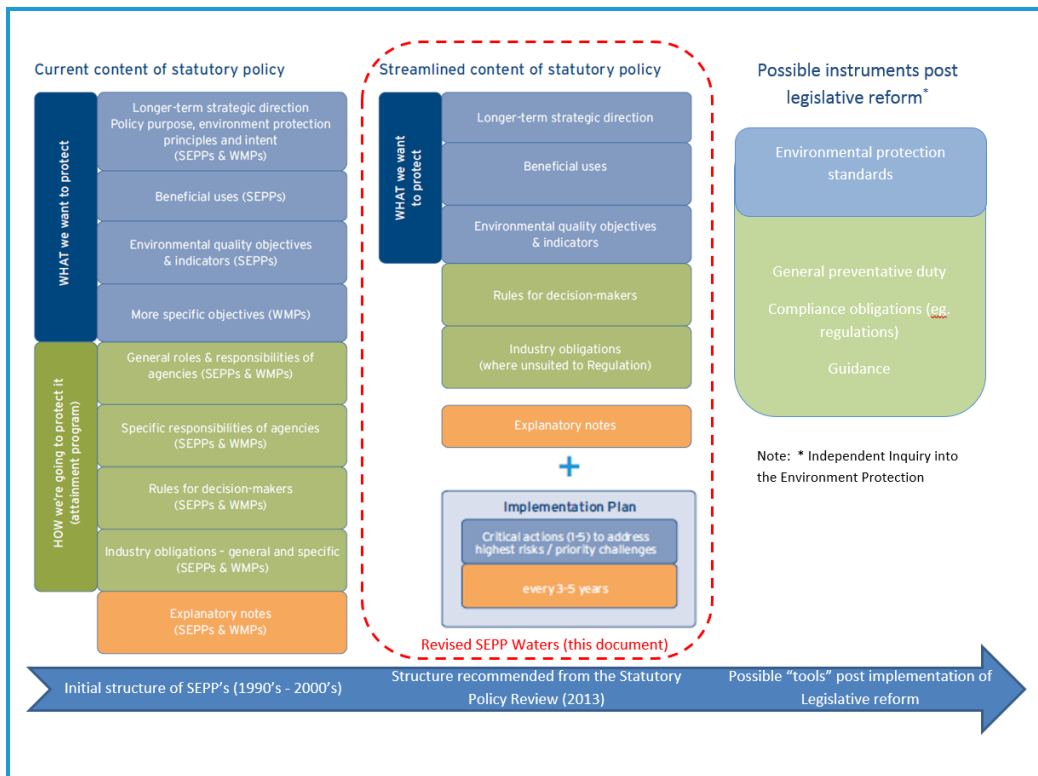 Current content of statutory policy
WHAT we want to protect
Longer-term strategic direction
Policy purpose, environment protection
principles and intent
(SEPPs & WMPs)
Beneficial uses (SEPPs)
Environmental quality objectives
& indicators (SEPPs)
More specific objectives (WMPs)
HOW we're going to protect it
(attainment program)
General roles & responsibilities of
agencies (SEPPs & WMPs)
Specific responsibilities of agencies
(SEPPs & WMPs)
Rules for decision-makers
(SEPPs & WMPs)
Industry obligations - general and specific
(SEPPs & WMPs)
Explanatory notes
(SEPPs & WMPs)
Streamlined content of statutory policy
WHAT we want
to protect
Longer-term strategic direction
Beneficial uses
Environmental quality objectives
& indicators
Rules for decision-makers
Industry obligations
(where unsuited to Regulation)
Explanatory notes
+
Implementation Plan
Critical actions (1-5) to address
highest risks / priority challenges
every 3-5 years
Revised SEPP Waters (this document)
Possible instruments post
legislative reform*
Environmental protection
standards
General preventative duty
Compliance obligations (eg.
regulations)
Guidance
Note: * Independent Inquiry into
the Environment Protection
Initial structure of SEPP's (1990's - 2000's)
Structure recommended from the Statutory
Policy Review (2013)
Possible "tools" post implementation of
Legislative reform